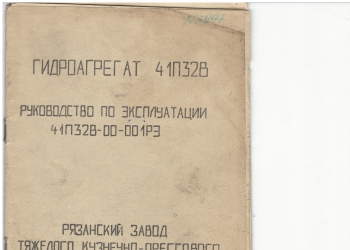 ГИДРОАГРЕГАТ 41П32В
РУКОВОДСТВО ПО ЭКСПЛУАТАЦИИ
41П32В-00-001РЭ
РЯЗАНСКИЙ ЗАВОД
ТЯЖЕЛОГО КУЗНЕЧНО-ПРЕССОВОГО